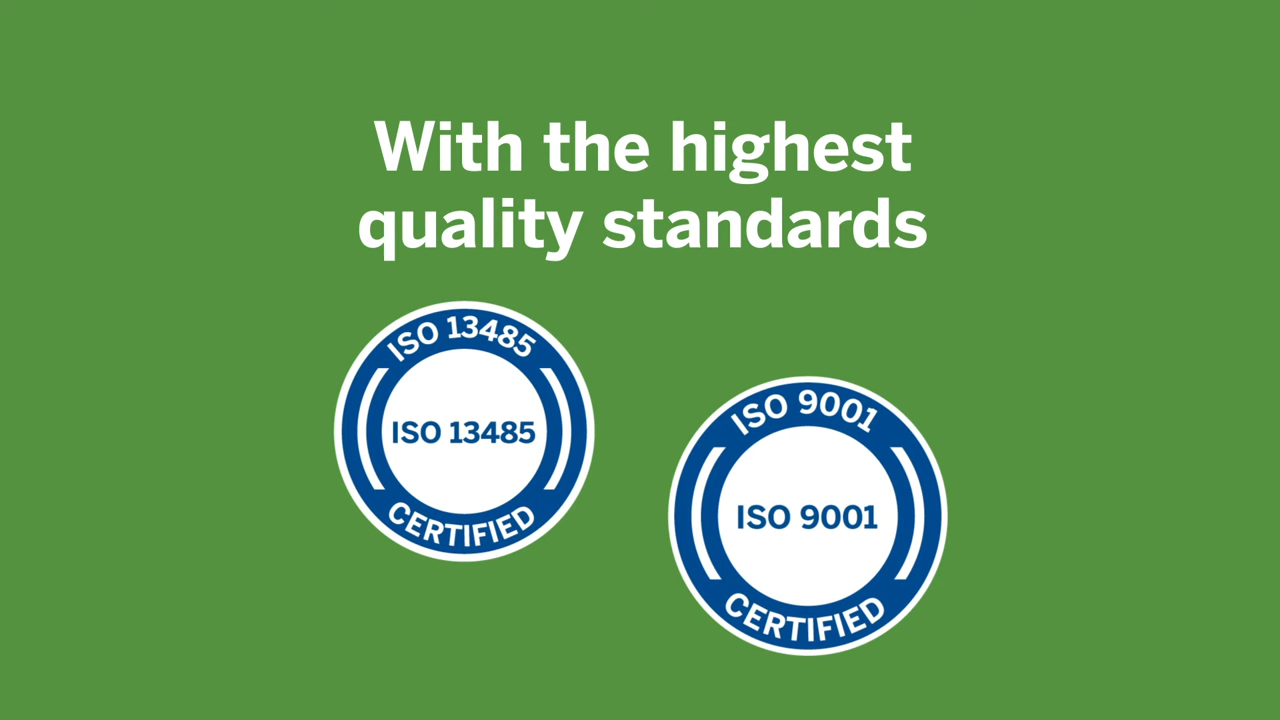 With the highest
quality standards
ISO 13485
ISO 13485
CERTIFIED
ISO 9001
ISO 9001
CERTIFIED